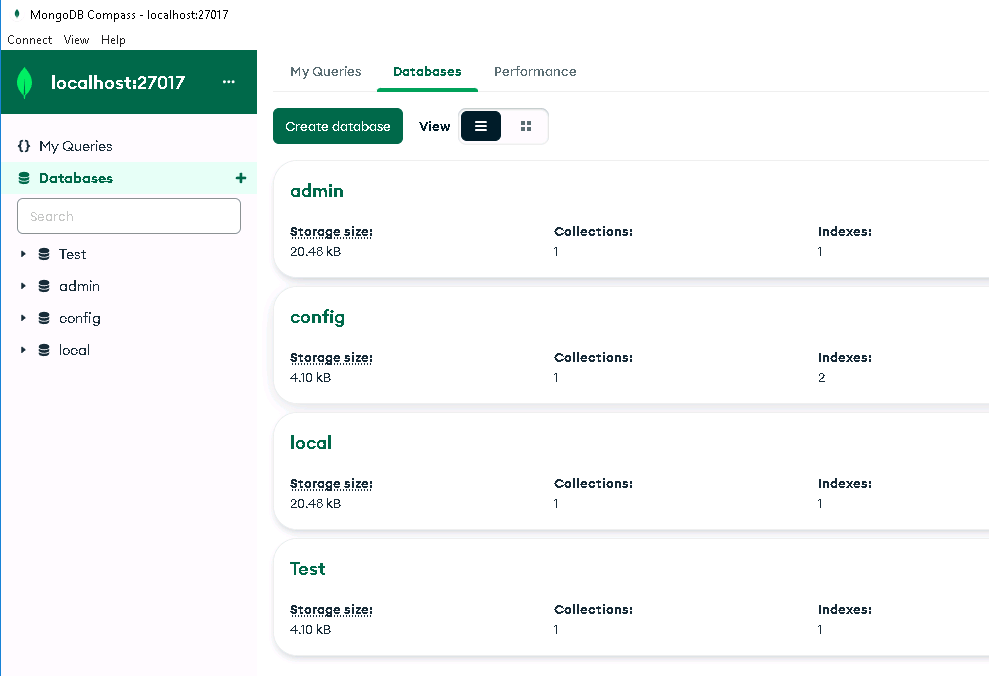 MongoDB Compass - localhost:27017
Connect View Help
localhost:27017 ...
My Queries Databases Performance
Create database View
{} My Queries
Databases +
Search
Test
admin
config
local
admin
Storage size: Collections: Indexes:
20.48 kB 1 1
config
Storage size: Collections: Indexes:
4.10 kB 1 2
local
Storage size: Collections: Indexes:
20.48 kB 1 1
Test
Storage size: Collections: Indexes:
4.10 kB 1 1